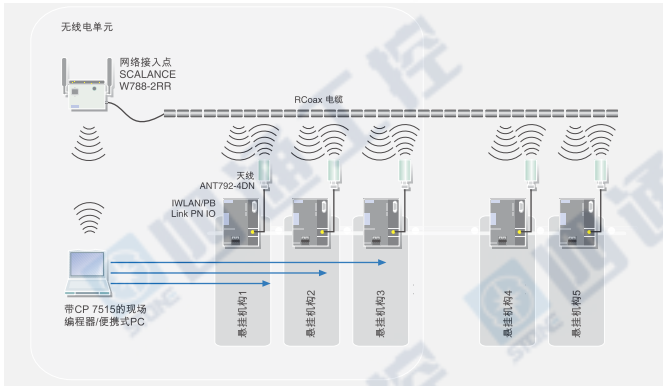 无线电单元
网络接入点
SCALANCE
W788-2RR
RCoax 电缆
天线
ANT792-4DN
IWLAN/PB
Link PN IO
悬挂机构1
悬挂机构2
悬挂机构3
悬挂机构4
悬挂机构5
带CP 7515的现场
编程器/便携式PC